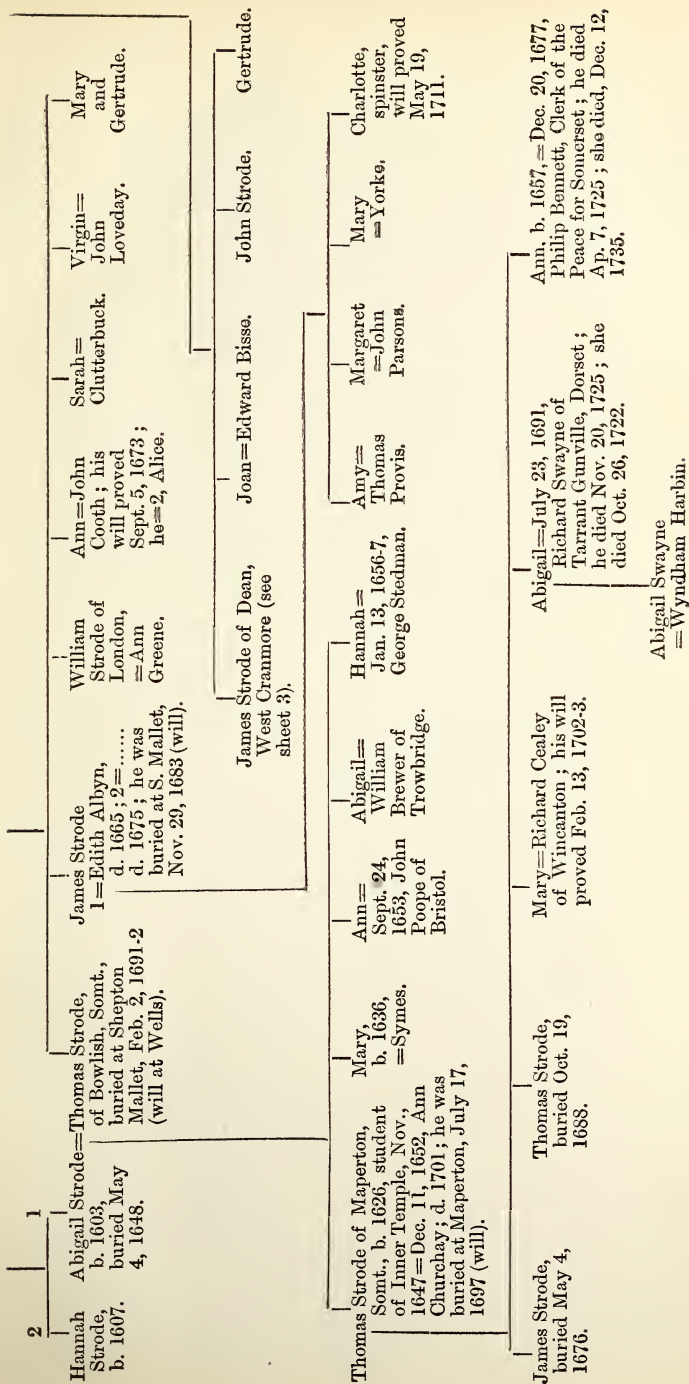 2
1
Hannah
Strode,
b. 1607.
Abigail Strode=Thomas Strode,
b. 1603,
buried May
4, 1648.
of Bowlish, Somt.,
buried at Shepton
Mallet, Feb. 2, 1691-2
(will at Wells).
James Strode
1=Edith Albyn,
d. 1665; 2=......
d. 1675; he was
buried at S. Mallet,
Nov. 29, 1683 (will).
William
Strode of
London,
=Ann
Greene.
Ann=John
Cooth; his
will proved
Sept. 5, 1673;
he=2, Alice.
Sarah=
Clutterbuck.
Virgin=
John
Loveday.
Mary
and
Gertrude.
James Strode of Dean,
West Cranmore (see
sheet 3).
Joan=Edward Bisse.
John Strode.
Gertrude.
Thomas Strode of Maperton,
Somt., b. 1626, student
of Inner Temple, Nov.,
1647=Dec. 11, 1652, Ann
Churchay; d. 1701; he was
buried at Maperton, July 17,
1697 (will).
Mary,
b. 1636,
=Symes.
Ann=
Sept. 24,
1653, John
Poope of
Bristol.
Abigail=
William
Brewer of
Trowbridge.
Hannah=
Jan. 13, 1656-7,
George Stedman.
Amy=
Thomas
Provis.
Margaret
=John
Parsons.
Mary
=Yorke.
Charlotte,
spinster,
will proved
May 19,
1711.
James Strode,
buried May 4,
1676.
Thomas Strode,
buried Oct. 19,
1688.
Mary=Richard Cealey
of Wincanton; his will
proved Feb. 13, 1702-3.
Abigail=July 23, 1691,
Richard Swayne of
Tarrant Gunville, Dorset;
he died Nov. 20, 1725; she
died Oct. 26, 1722.
Ann, b. 1657,=Dec. 20, 1677,
Philip Bennett, Clerk of the
Peace for Somerset; he died
Ap. 7, 1725; she died, Dec. 12,
1735.
Abigail Swayne
=Wyndham Harbin.